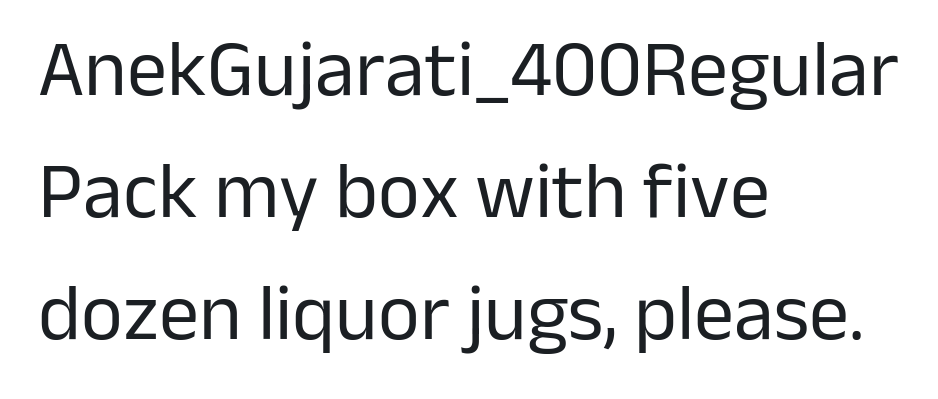 AnekGujarati_400Regular
Pack my box with five
dozen liquor jugs, please.